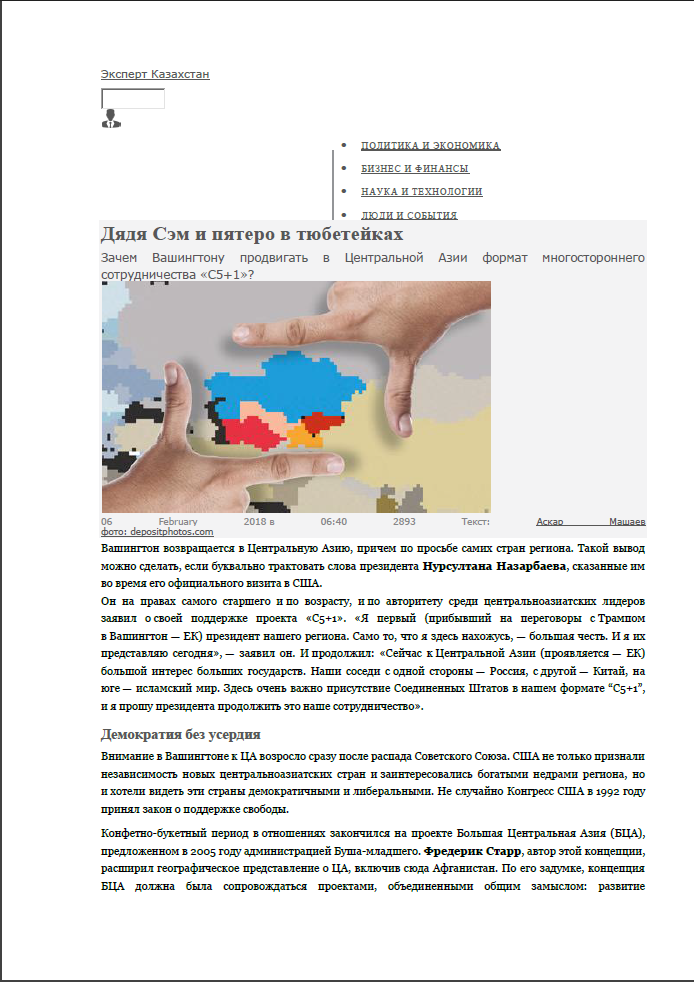 Эксперт Казахстан
• ПОЛИТИКА И ЭКОНОМИКА
• БИЗНЕС И ФИНАНСЫ
• НАУКА И ТЕХНОЛОГИИ
• ЛЮДИ И СОБЫТИЯ
Дядя Сэм и пятеро в тюбетейках
Зачем Вашингтону продвигать в Центральной Азии формат многостороннего
сотрудничества «С5+1»?
06 February 2018 в 06:40 2893 Текст: Аскар Машаев
фото: depositphotos.com
Вашингтон возвращается в Центральную Азию, причем по просьбе самих стран региона. Такой вывод
можно сделать, если буквально трактовать слова президента Нурсултана Назарбаева, сказанные им
во время его официального визита в США.
Он на правах самого старшего и по возрасту, и по авторитету среди центральноазиатских лидеров
заявил о своей поддержке проекта «С5+1». «Я первый (прибывший на переговоры с Трампом
в Вашингтон — ЕК) президент нашего региона. Само то, что я здесь нахожусь, — большая честь. И я их
представляю сегодня», — заявил он. И продолжил: «Сейчас к Центральной Азии (проявляется — ЕК)
большой интерес больших государств. Наши соседи с одной стороны — Россия, с другой — Китай, на
юге — исламский мир. Здесь очень важно присутствие Соединенных Штатов в нашем формате “С5+1”,
и я прошу президента продолжить это наше сотрудничество».
Демократия без усердия
Внимание в Вашингтоне к ЦА возросло сразу после распада Советского Союза. США не только признали
независимость новых центральноазиатских стран и заинтересовались богатыми недрами региона, но
и хотели видеть эти страны демократичными и либеральными. Не случайно Конгресс США в 1992 году
принял закон о поддержке свободы.
Конфетно-букетный период в отношениях закончился на проекте Большая Центральная Азия (БЦА),
предложенном в 2005 году администрацией Буша-младшего. Фредерик Старр, автор этой концепции,
расширил географическое представление о ЦА, включив сюда Афганистан. По его задумке, концепция
БЦА должна была сопровождаться проектами, объединенными общим замыслом: развитие